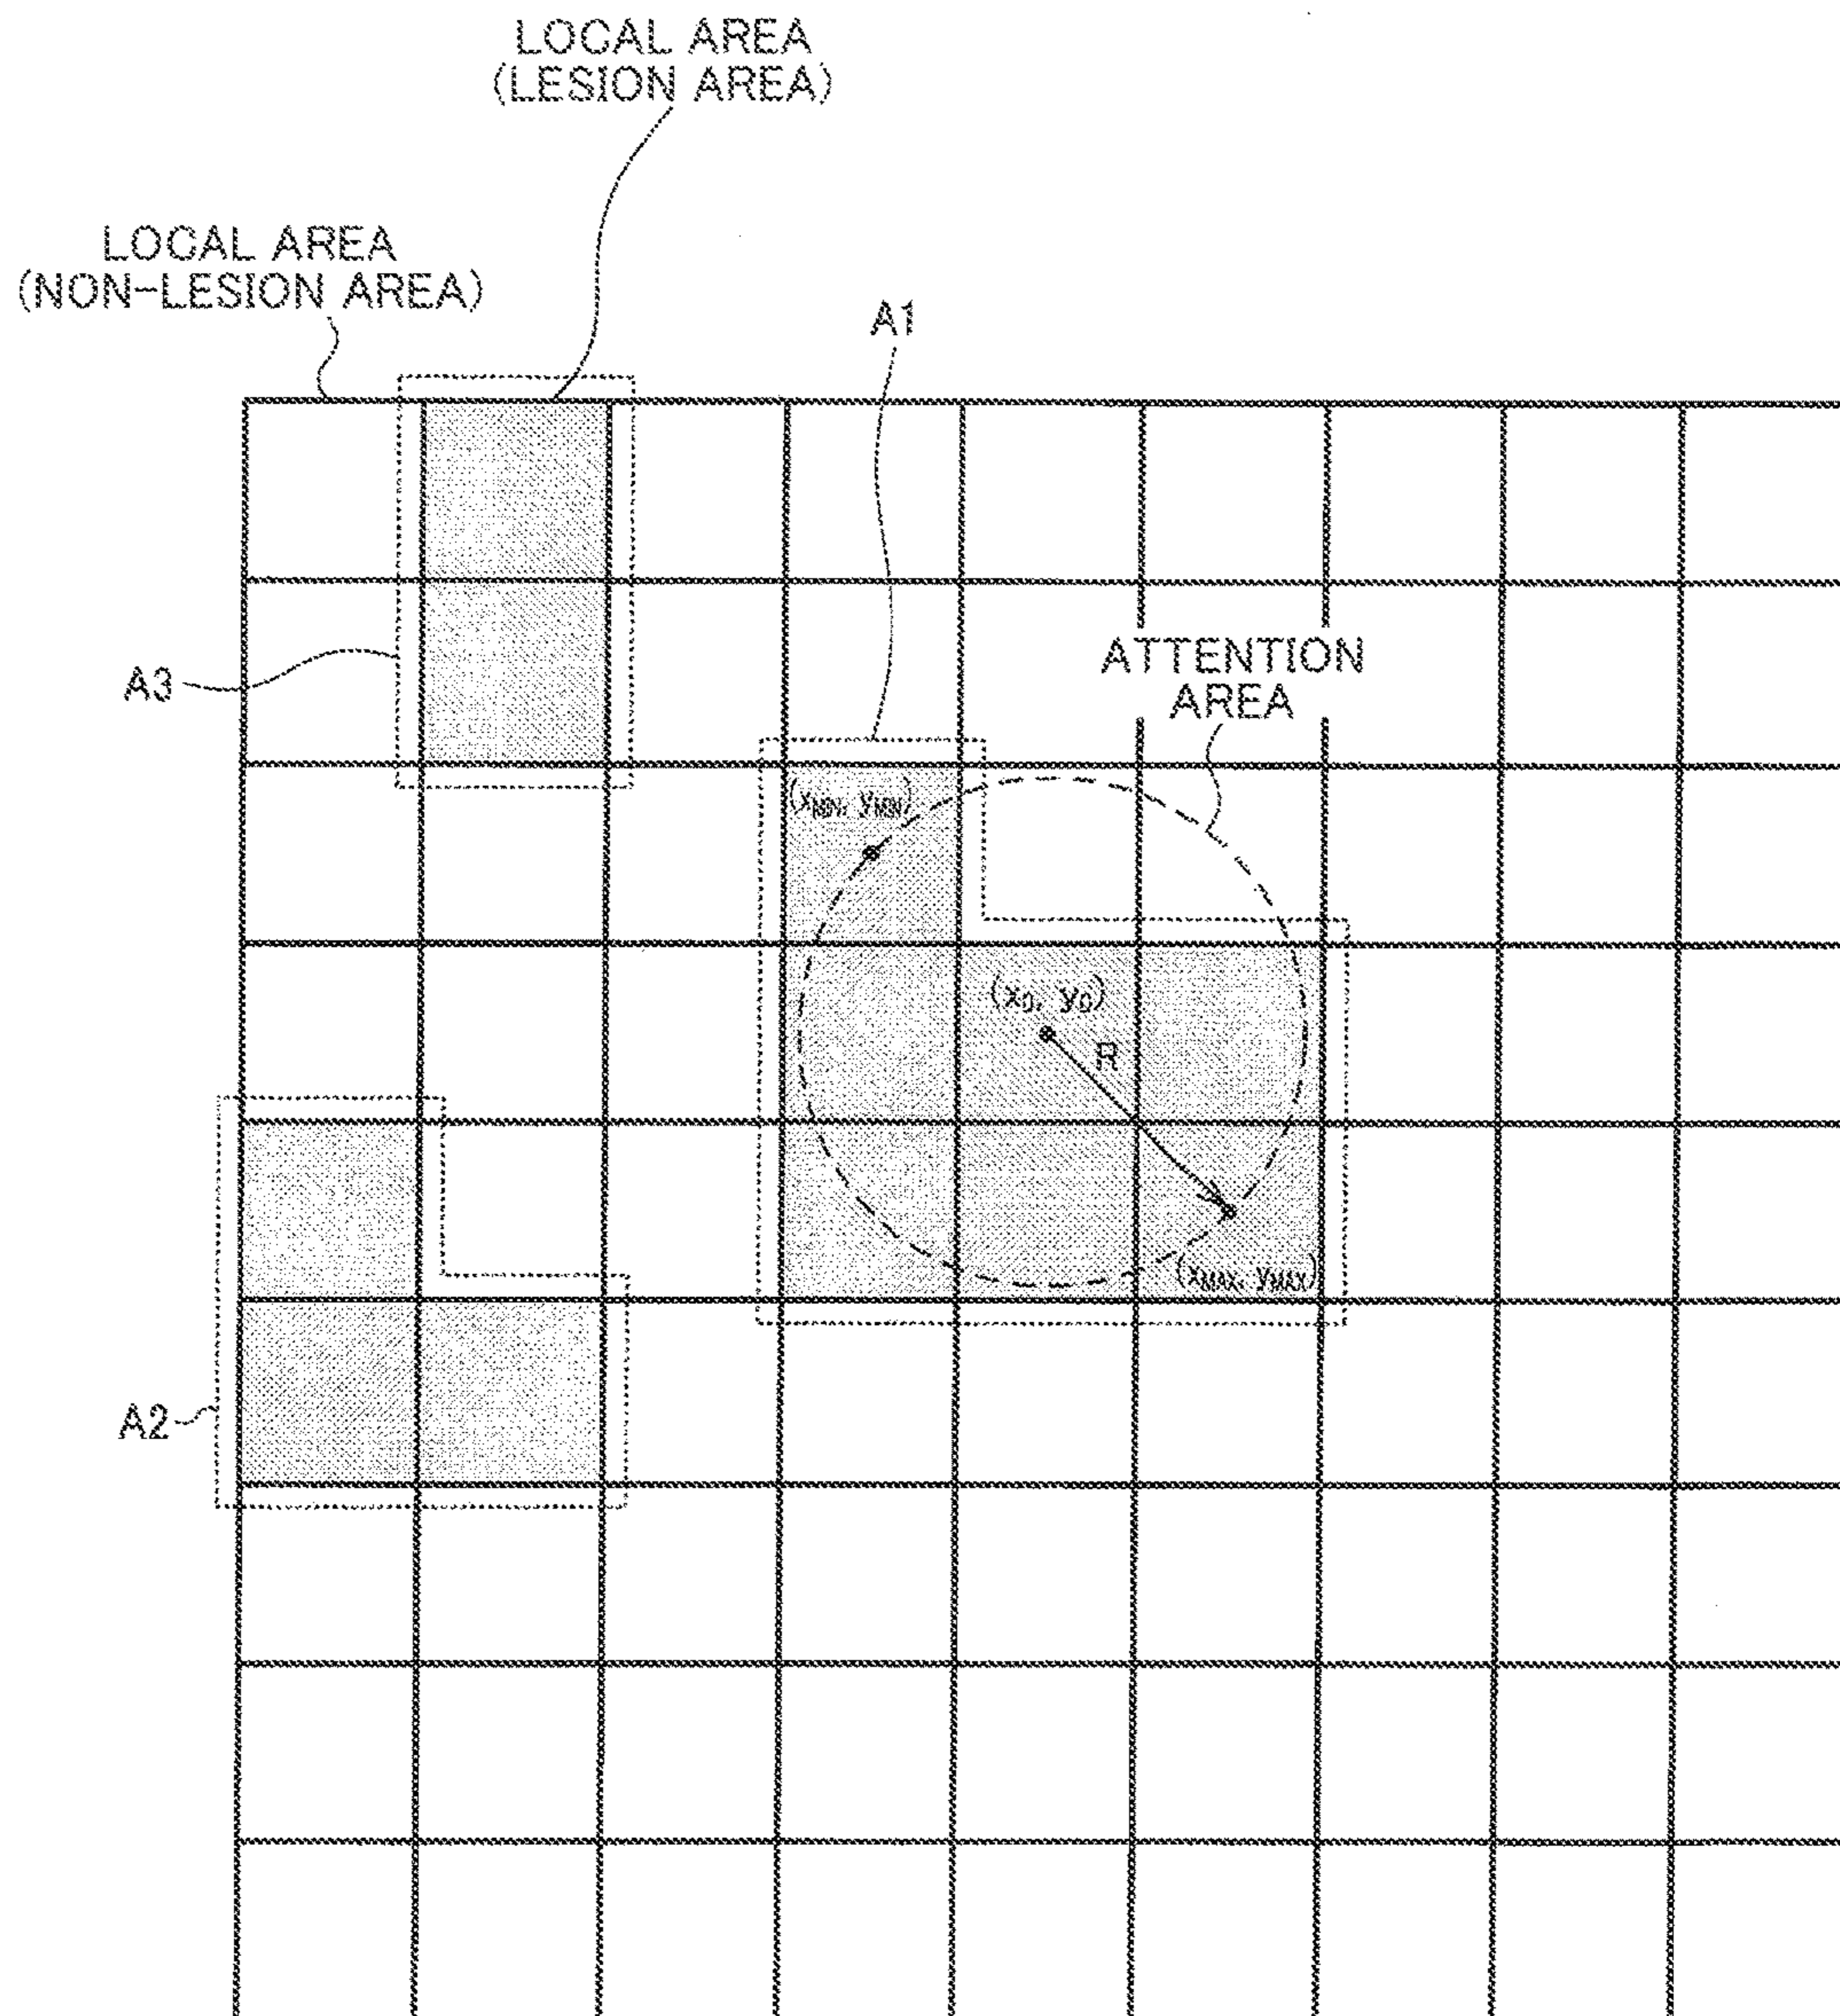 LOCAL AREA
(LESION AREA)
LOCAL AREA
(NON-LESION AREA)
A1
ATTENTION
AREA
A3
(xMIN, yMIN)
(x0, y0)
R
(xMAX, yMAX)
A2